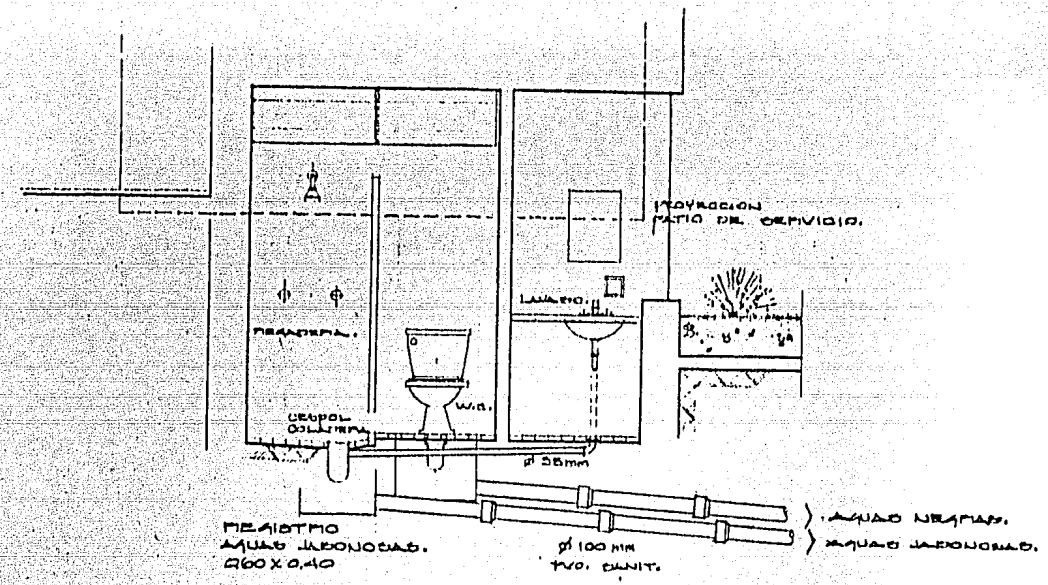 PROYECCION
PATIO DE SERVICIO.
LAVABO.
REGADERA.
W.C.
CESPOL
COLADERA
Ø 38mm
REGISTRO
AGUAS JABONOSAS.
0.60 X 0.40
Ø 100 mm
TVO. SANIT.
AGUAS NEGRAS.
AGUAS JABONOSAS.